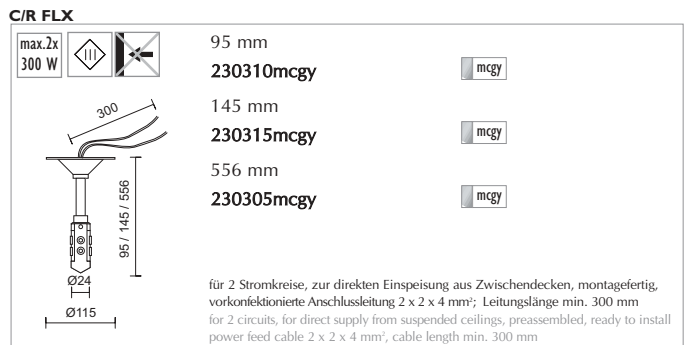 C/R FLX
max.2x
300 W
III
95 mm
230310mcgy
mcgy
145 mm
230315mcgy
mcgy
556 mm
230305mcgy
mcgy
300
95 / 145 / 556
Ø24
Ø115
für 2 Stromkreise, zur direkten Einspeisung aus Zwischendecken, montagefertig,
vorkonfektionierte Anschlussleitung 2 x 2 x 4 mm²; Leitungslänge min. 300 mm
for 2 circuits, for direct supply from suspended ceilings, preassembled, ready to install
power feed cable 2 x 2 x 4 mm², cable length min. 300 mm